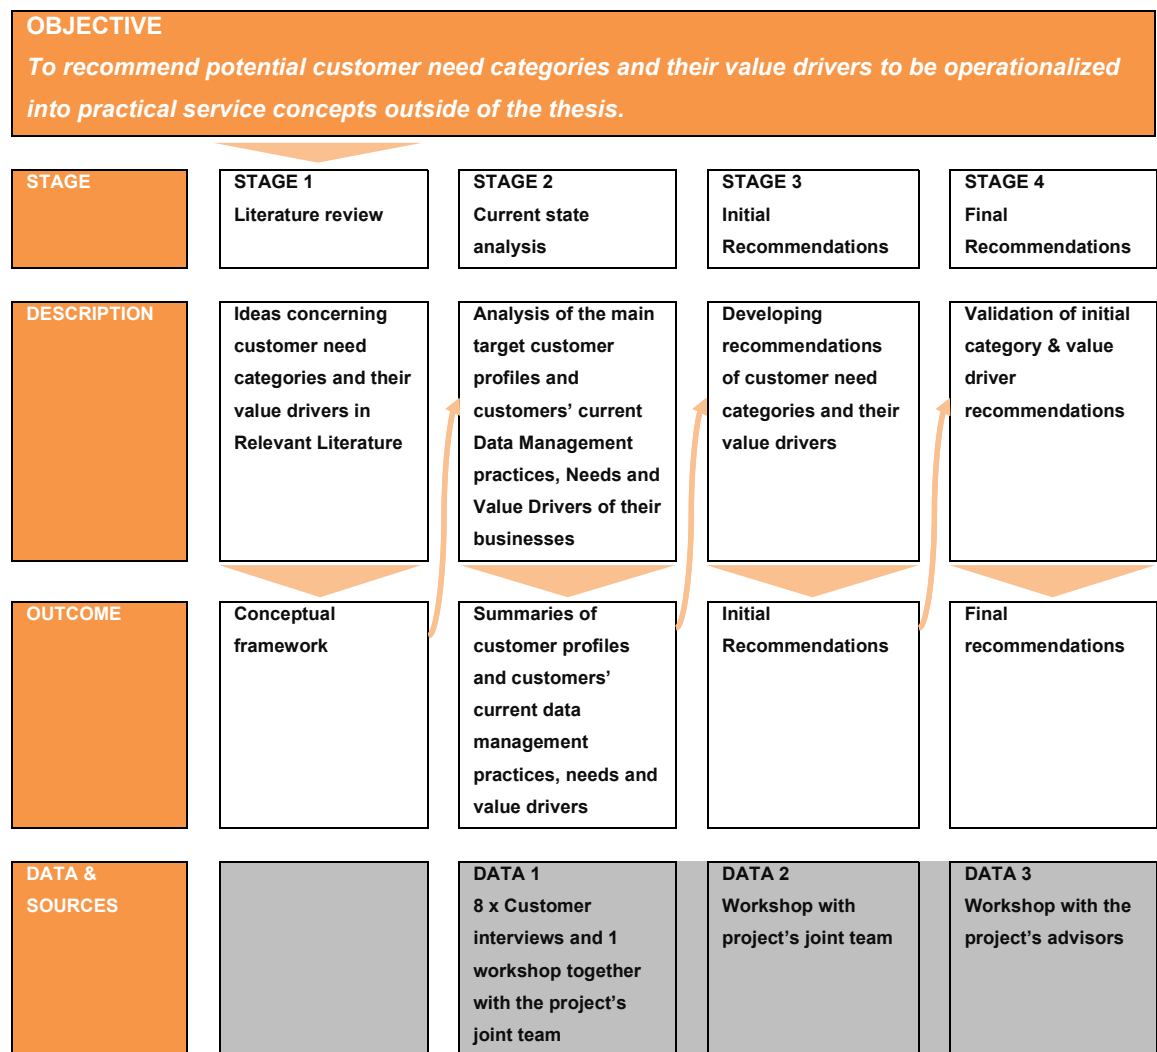 OBJECTIVE
To recommend potential customer need categories and their value drivers to be operationalized
into practical service concepts outside of the thesis.
STAGE
STAGE 1
Literature review
STAGE 2
Current state
analysis
STAGE 3
Initial
Recommendations
STAGE 4
Final
Recommendations
DESCRIPTION
Ideas concerning
customer need
categories and their
value drivers in
Relevant Literature
Analysis of the main
target customer
profiles and
customers’ current
Data Management
practices, Needs and
Value Drivers of their
businesses
Developing
recommendations
of customer need
categories and their
value drivers
Validation of initial
category & value
driver
recommendations
OUTCOME
Conceptual
framework
Summaries of
customer profiles
and customers’
current data
management
practices, needs and
value drivers
Initial
Recommendations
Final
recommendations
DATA &
SOURCES
DATA 1
8 x Customer
interviews and 1
workshop together
with the project’s
joint team
DATA 2
Workshop with
project’s joint team
DATA 3
Workshop with the
project’s advisors